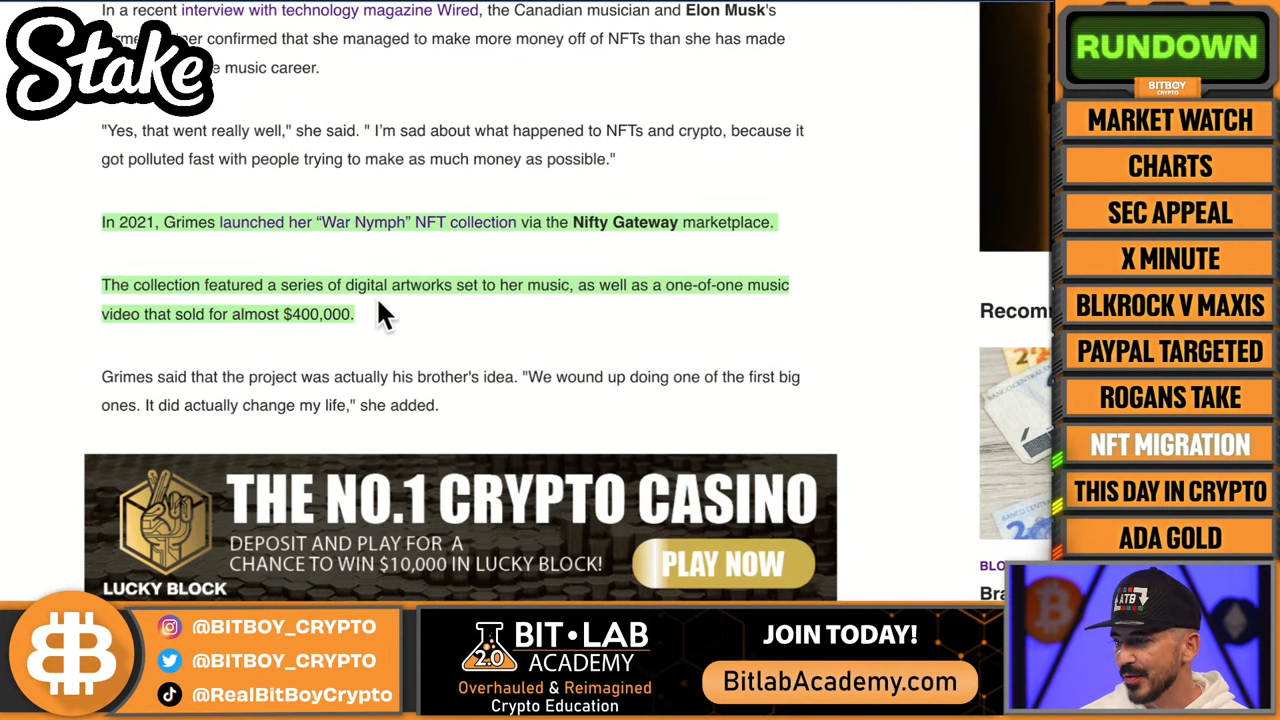 In a recent interview with technology magazine Wired, the Canadian musician and Elon Musk's
confirmed that she managed to make more money off of NFTs than she has made
music career.
Stake
"Yes, that went really well," she said. " I'm sad about what happened to NFTs and crypto, because it
got polluted fast with people trying to make as much money as possible."
In 2021, Grimes launched her “War Nymph” NFT collection via the Nifty Gateway marketplace.
The collection featured a series of digital artworks set to her music, as well as a one-of-one music
video that sold for almost $400,000.
Grimes said that the project was actually his brother's idea. "We wound up doing one of the first big
ones. It did actually change my life," she added.
THE NO.1 CRYPTO CASINO
DEPOSIT AND PLAY FOR A
CHANCE TO WIN $10,000 IN LUCKY BLOCK!
PLAY NOW
LUCKY BLOCK
Recom
BLO
Bra
RUNDOWN
BITBOY
CRYPTO
MARKET WATCH
CHARTS
SEC APPEAL
X MINUTE
BLKROCK V MAXIS
PAYPAL TARGETED
ROGANS TAKE
NFT MIGRATION
THIS DAY IN CRYPTO
ADA GOLD
@BITBOY_CRYPTO
@BITBOY_CRYPTO
@RealBitBoyCrypto
2.0
BIT•LAB
ACADEMY
Overhauled & Reimagined
Crypto Education
JOIN TODAY!
BitlabAcademy.com
ATB